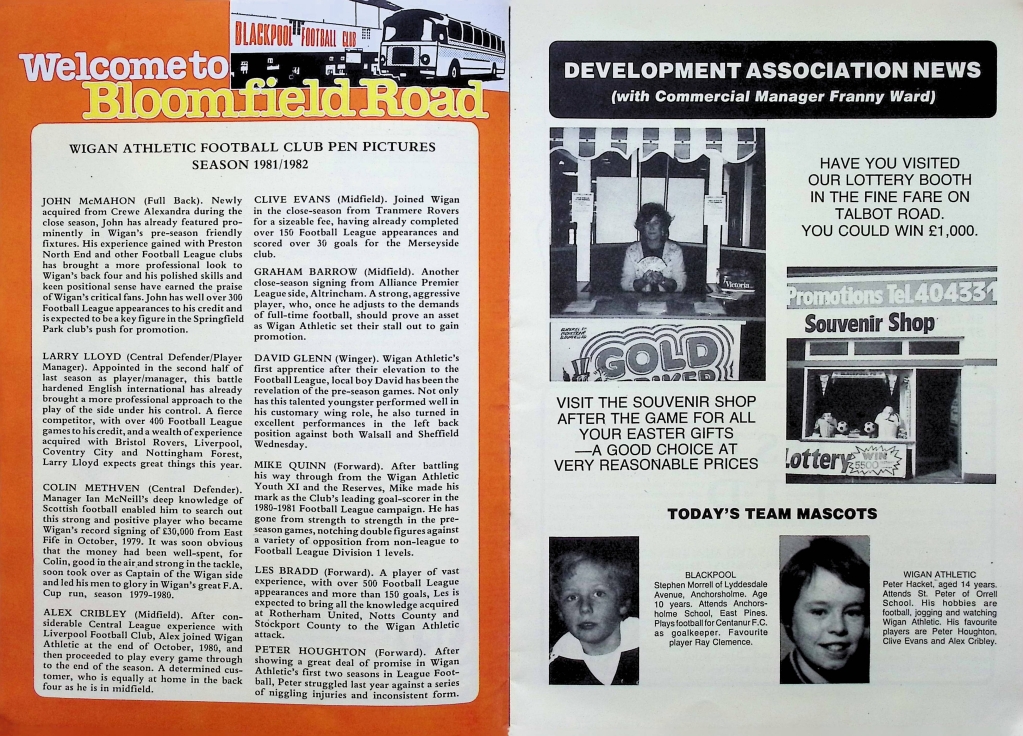 BLACKPOOL FOOTBALL CLUB
Welcome to
Bloomfield Road
WIGAN ATHLETIC FOOTBALL CLUB PEN PICTURES
SEASON 1981/1982
JOHN McMAHON (Full Back). Newly
acquired from Crewe Alexandra during the
close season, John has already featured pro-
minently in Wigan's pre-season friendly
fixtures. His experience gained with Preston
North End and other Football League clubs
has brought a more professional look to
Wigan's back four and his polished skills and
keen positional sense have earned the praise
of Wigan's critical fans. John has well over 300
Football League appearances to his credit and
is expected to be a key figure in the Springfield
Park club's push for promotion.
LARRY LLOYD (Central Defender/Player
Manager). Appointed in the second half of
last season as player/manager, this battle
hardened English international has already
brought a more professional approach to the
play of the side under his control. A fierce
competitor, with over 400 Football League
games to his credit, and a wealth of experience
acquired with Bristol Rovers, Liverpool,
Coventry City and Nottingham Forest,
Larry Lloyd expects great things this year.
COLIN METHVEN (Central Defender).
Manager Ian McNeill's deep knowledge of
Scottish football enabled him to search out
this strong and positive player who became
Wigan's record signing of £30,000 from East
Fife in October, 1979. It was soon obvious
that the money had been well-spent, for
Colin, good in the air and strong in the tackle,
soon took over as Captain of the Wigan side
and led his men to glory in Wigan's great F.A.
Cup run, season 1979-1980.
ALEX CRIBLEY (Midfield). After con-
siderable Central League experience with
Liverpool Football Club, Alex joined Wigan
Athletic at the end of October, 1980, and
then proceeded to play every game through
to the end of the season. A determined cus-
tomer, who is equally at home in the back
four as he is in midfield.
CLIVE EVANS (Midfield). Joined Wigan
in the close-season from Tranmere Rovers
for a sizeable fee, having already completed
over 150 Football League appearances and
scored over 30 goals for the Merseyside
club.
GRAHAM BARROW (Midfield). Another
close-season signing from Alliance Premier
League side, Altrincham. A strong, aggressive
player, who, once he adjusts to the demands
of full-time football, should prove an asset
as Wigan Athletic set their stall out to gain
promotion.
DAVID GLENN (Winger). Wigan Athletic's
first apprentice after their elevation to the
Football League, local boy David has been the
revelation of the pre-season games. Not only
has this talented youngster performed well in
his customary wing role, he also turned in
excellent performances in the left back
position against both Walsall and Sheffield
Wednesday.
MIKE QUINN (Forward). After battling
his way through from the Wigan Athletic
Youth XI and the Reserves, Mike made his
mark as the Club's leading goal-scorer in the
1980-1981 Football League campaign. He has
gone from strength to strength in the pre-
season games, notching double figures against
a variety of opposition from non-league to
Football League Division 1 levels.
LES BRADD (Forward). A player of vast
experience, with over 500 Football League
appearances and more than 150 goals, Les is
expected to bring all the knowledge acquired
at Rotherham United, Notts County and
Stockport County to the Wigan Athletic
attack.
PETER HOUGHTON (Forward). After
showing a great deal of promise in Wigan
Athletic's first two seasons in League Foot-
ball, Peter struggled last year against a series
of niggling injuries and inconsistent form.
DEVELOPMENT ASSOCIATION NEWS
(with Commercial Manager Franny Ward)
HAVE YOU VISITED
OUR LOTTERY BOOTH
IN THE FINE FARE ON
TALBOT ROAD.
YOU COULD WIN £1,000.
Victoria
GOLD
Promotions Tel. 404331
Souvenir Shop
Lottery
WIN
VISIT THE SOUVENIR SHOP
AFTER THE GAME FOR ALL
YOUR EASTER GIFTS
—A GOOD CHOICE AT
VERY REASONABLE PRICES
TODAY'S TEAM MASCOTS
BLACKPOOL
Stephen Morrell of Lyddesdale
Avenue, Anchorsholme. Age
10 years. Attends Anchors-
holme School, East Pines.
Plays football for Centanur F.C.
as goalkeeper. Favourite
player Ray Clemence.
WIGAN ATHLETIC
Peter Hacket, aged 14 years.
Attends St. Peter of Orrell
School. His hobbies are
football, jogging and watching
Wigan Athletic. His favourite
players are Peter Houghton,
Clive Evans and Alex Cribley.